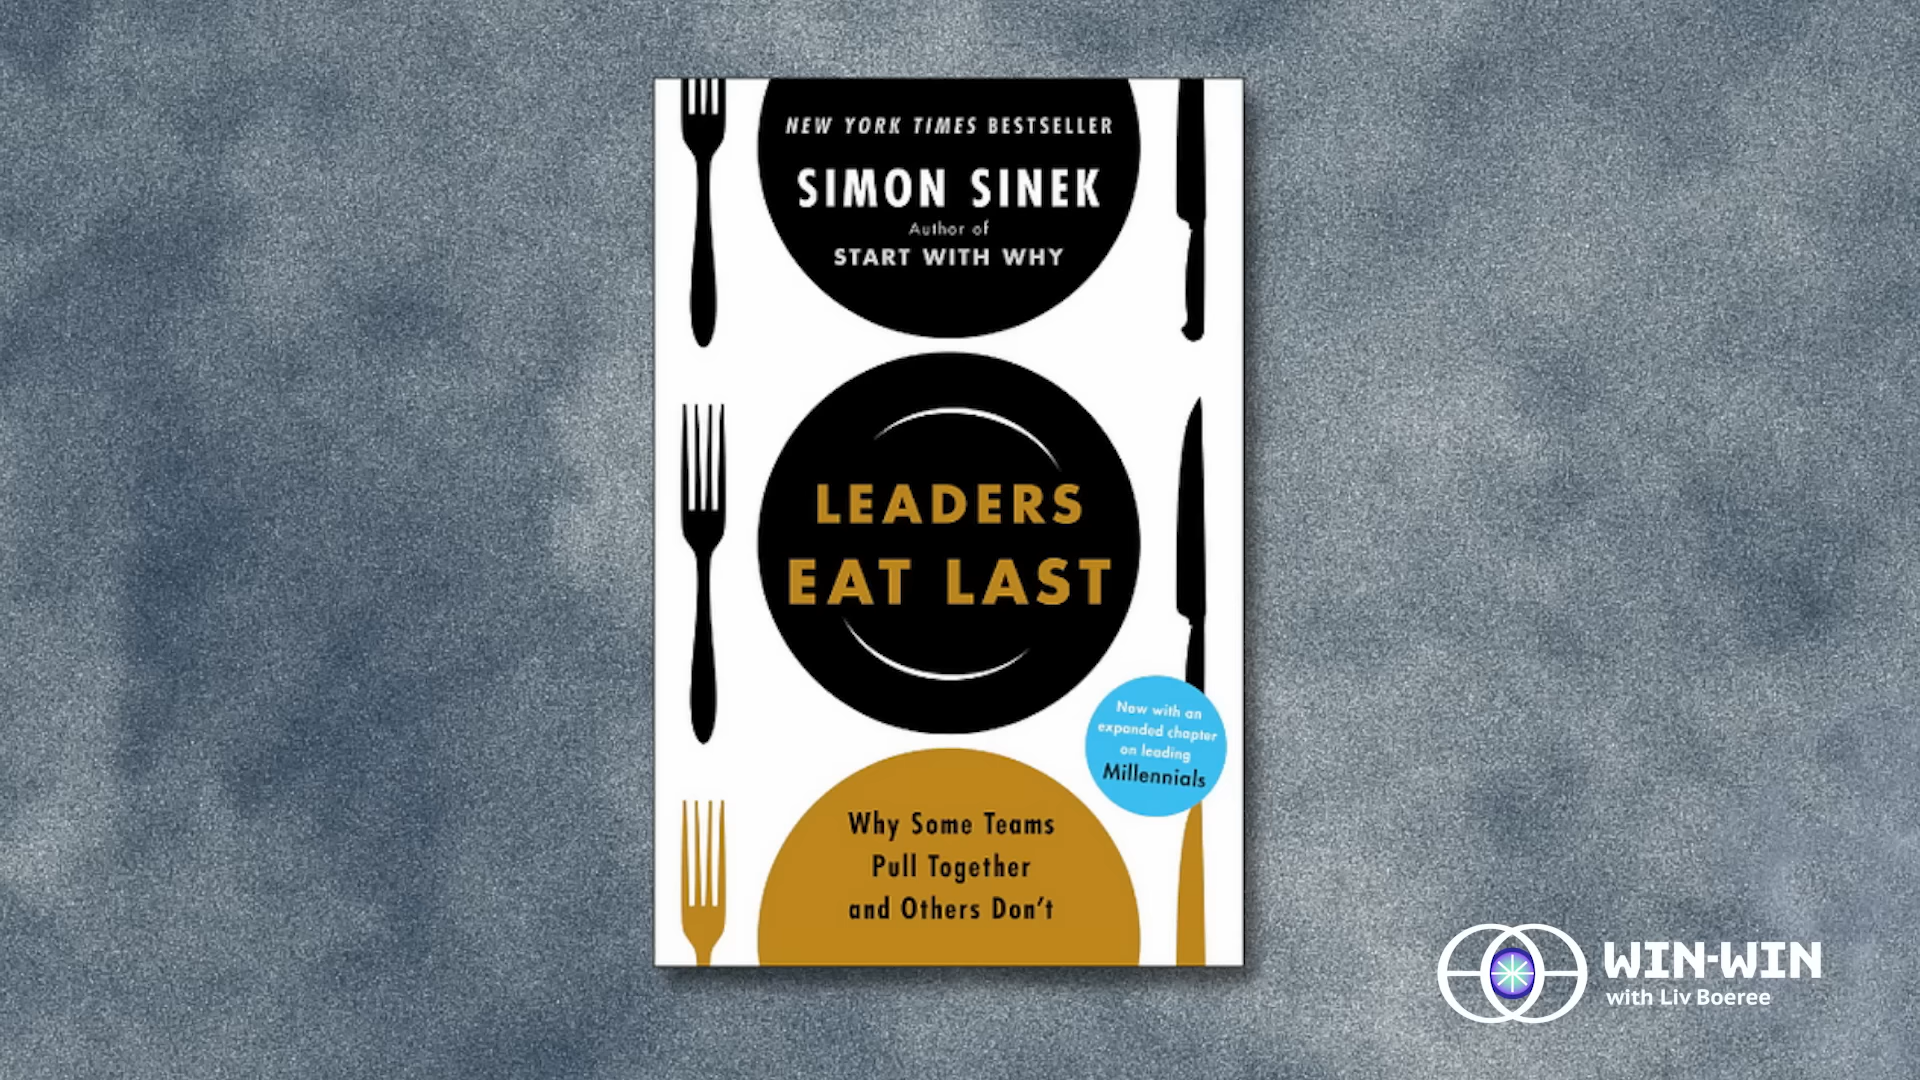 NEW YORK TIMES BESTSELLER
SIMON SINEK
Author of
START WITH WHY
LEADERS
EAT LAST
Now with an
expanded chapter
on leading
Millennials
Why Some Teams
Pull Together
and Others Don't
WIN-WIN
with Liv Boeree